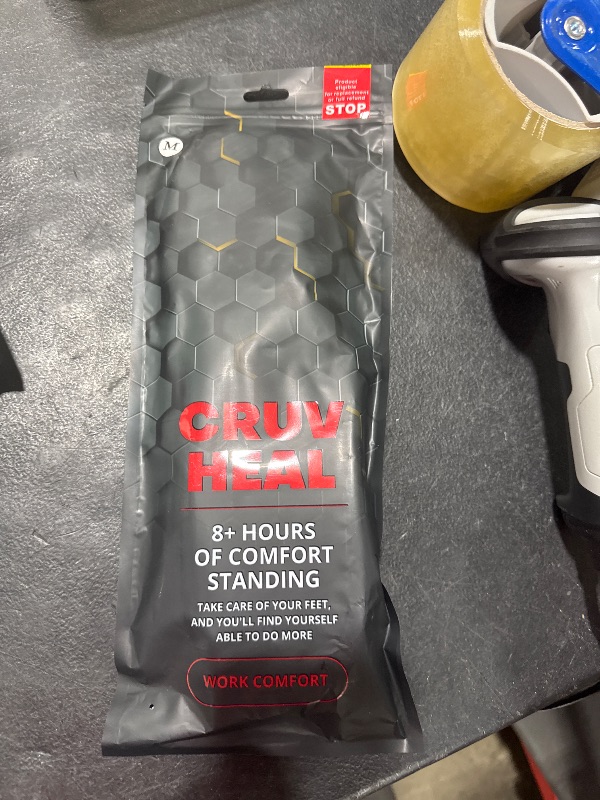 Product
eligible
for replacement
or full refund
STOP
M
CRUV
HEAL
8+ HOURS
OF COMFORT
STANDING
TAKE CARE OF YOUR FEET,
AND YOU'LL FIND YOURSELF
ABLE TO DO MORE
WORK COMFORT